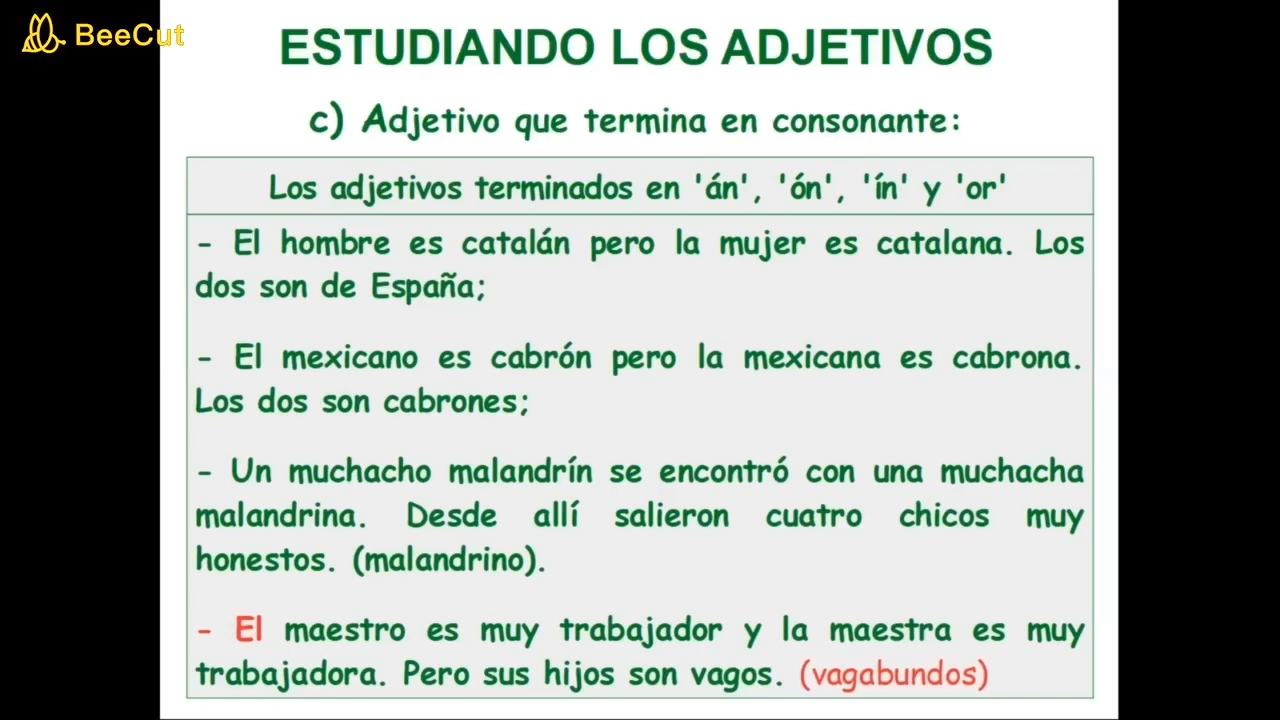 BeeCut
ESTUDIANDO LOS ADJETIVOS
c) Adjetivo que termina en consonante:
Los adjetivos terminados en 'án', 'ón', 'ín' y 'or'
- El hombre es catalán pero la mujer es catalana. Los
dos son de España;
- El mexicano es cabrón pero la mexicana es cabrona.
Los dos son cabrones;
- Un muchacho malandrín se encontró con una muchacha
malandrina. Desde allí salieron cuatro chicos muy
honestos. (malandrino).
- El maestro es muy trabajador y la maestra es muy
trabajadora. Pero sus hijos son vagos. (vagabundos)